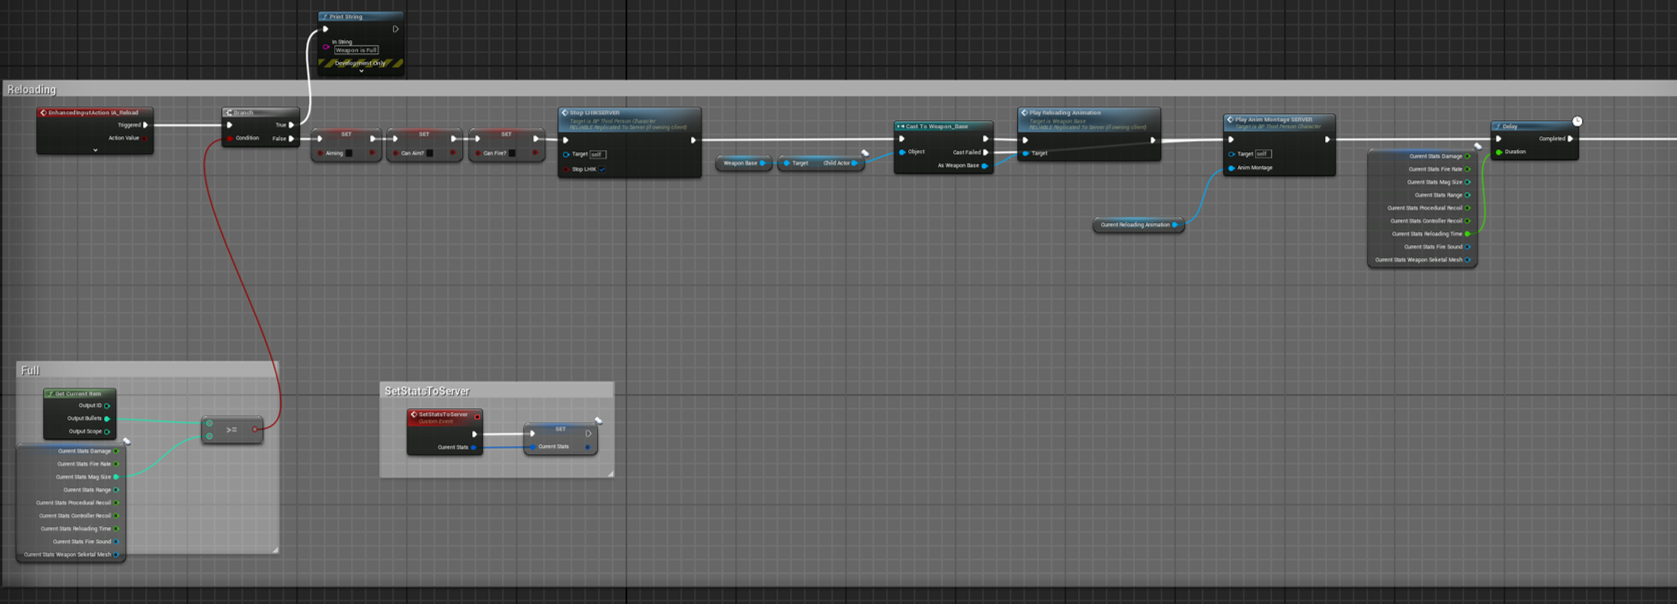 Print String
In String
Weapon is Full
Development Only
Reloading
EnhancedInputAction IA_Reload
Triggered
Action Value
Branch
True
Condition
False
SET
Aiming
SET
Can Aim?
SET
Can Fire?
Stop LHIKSERVER
Target is BP Third Person Character
RELIABLE Replicated To Server (if owning client)
Target self
Stop LHIK
Weapon Base
Target
Child Actor
Cast To Weapon_Base
Object
Cast Failed
As Weapon Base
Play Reloading Animation
Target is Weapon Base
RELIABLE Replicated To Server (if owning client)
Target
Current Reloading Animation
Play Anim Montage SERVER
Target is BP Third Person Character
Target self
Anim Montage
Current Stats Damage
Current Stats Fire Rate
Current Stats Mag Size
Current Stats Range
Current Stats Procedural Recoil
Current Stats Controller Recoil
Current Stats Reloading Time
Current Stats Fire Sound
Current Stats Weapon Seketal Mesh
Delay
Completed
Duration
Full
Get Current Item
Output ID
Output Bullets
Output Scope
>=
Current Stats Damage
Current Stats Fire Rate
Current Stats Mag Size
Current Stats Range
Current Stats Procedural Recoil
Current Stats Controller Recoil
Current Stats Reloading Time
Current Stats Fire Sound
Current Stats Weapon Seketal Mesh
SetStatsToServer
SetStatsToServer
Custom Event
Current Stats
SET
Current Stats